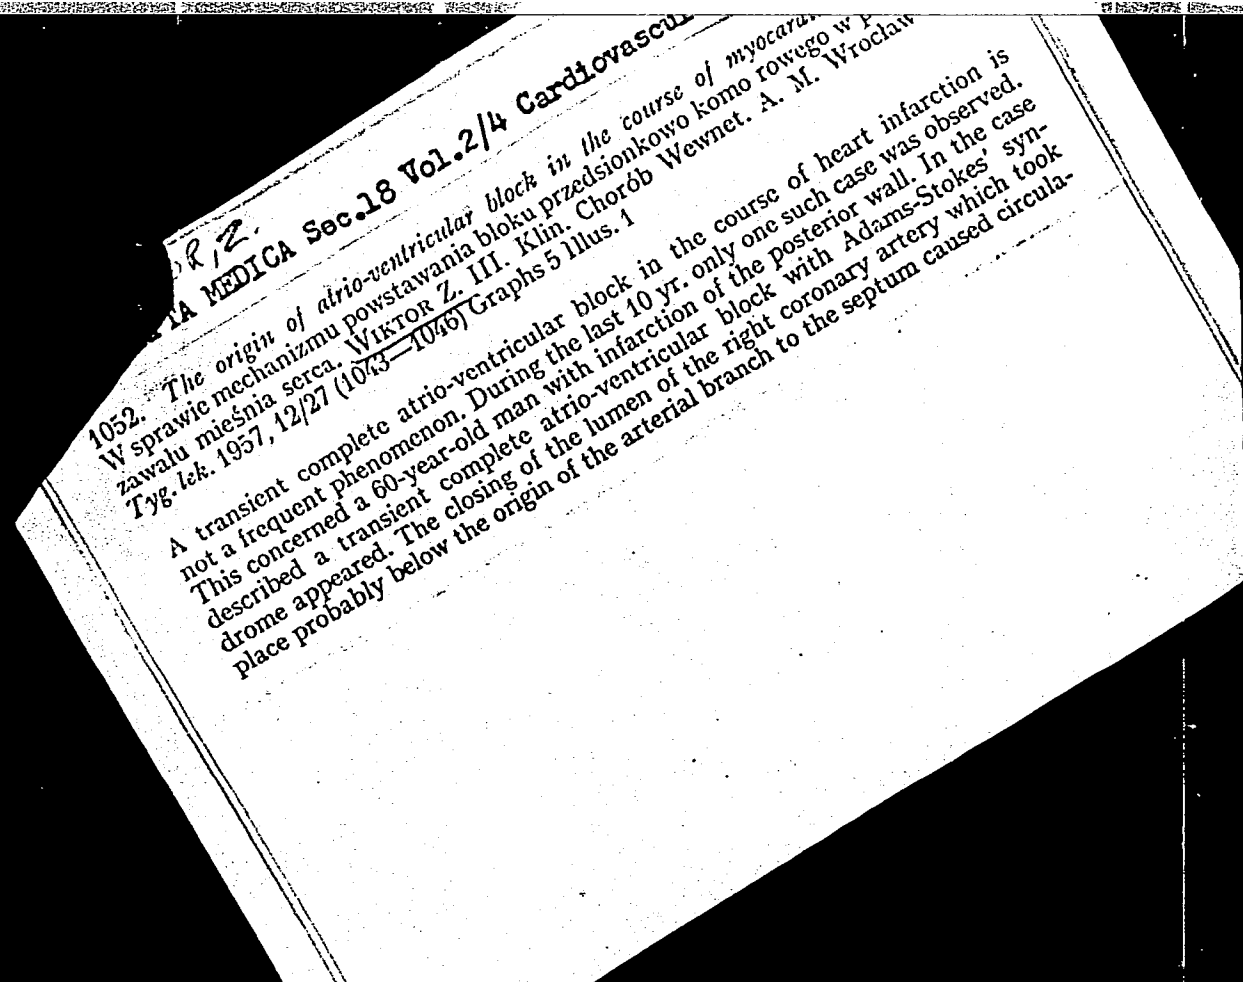 R, Z.
TA MEDICA Sec.18 Vol.2/4 Cardiovascul
1052. The origin of atrio-ventricular block in the course of myocard
W sprawie mechanizmu powstawania bloku przedsionkowo komo rowego w p
zawału mieśnia serca. WIKTOR Z. III. Klin. Chorób Wewnet. A. M. Wrocław
Tyg. lek. 1957, 12/27 (1043—1046) Graphs 5 Illus. 1
A transient complete atrio-ventricular block in the course of heart infarction is
not a frequent phenomenon. During the last 10 yr. only one such case was observed.
This concerned a 60-year-old man with infarction of the posterior wall. In the case
described a transient complete atrio-ventricular block with Adams-Stokes' syn-
drome appeared. The closing of the lumen of the right coronary artery which took
place probably below the origin of the arterial branch to the septum caused circula-